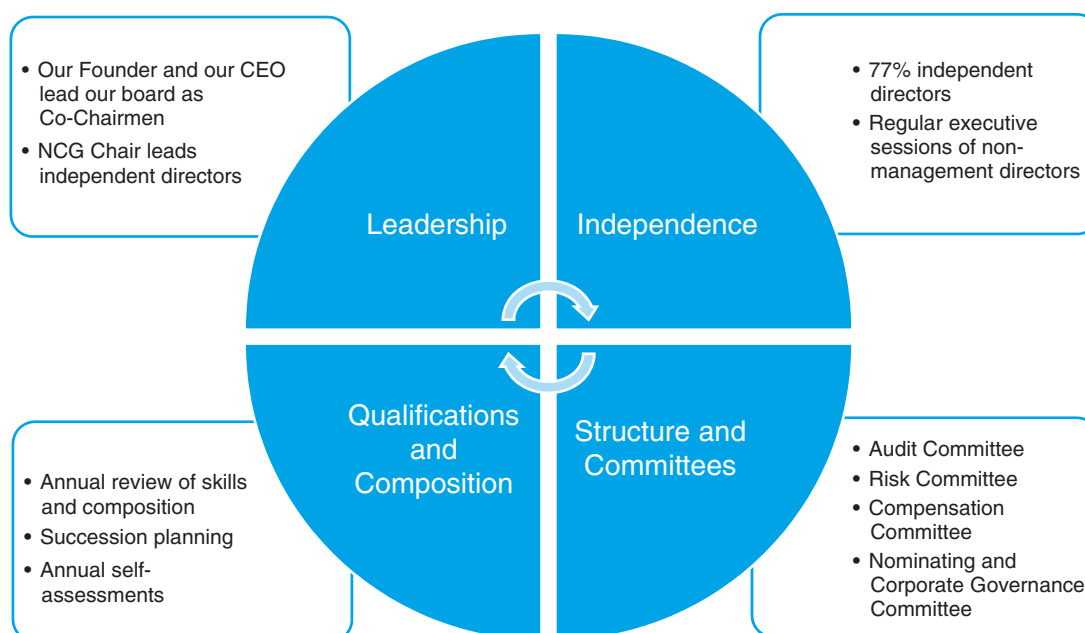 • Our Founder and our CEO
lead our board as
Co-Chairmen
• NCG Chair leads
independent directors
• 77% independent
directors
• Regular executive
sessions of non-
management directors
Leadership
Independence
Qualifications
and
Composition
Structure and
Committees
• Annual review of skills
and composition
• Succession planning
• Annual self-
assessments
• Audit Committee
• Risk Committee
• Compensation
Committee
• Nominating and
Corporate Governance
Committee